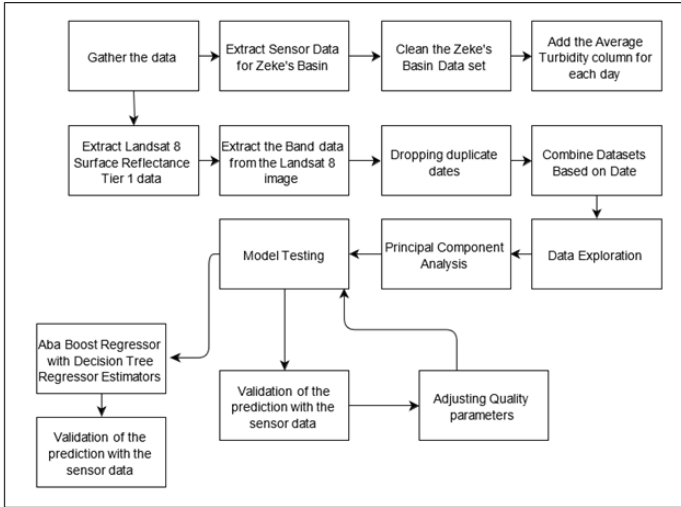 Gather the data
Extract Sensor Data
for Zeke's Basin
Clean the Zeke's
Basin Data set
Add the Average
Turbidity column for
each day
Extract Landsat 8
Surface Reflectance
Tier 1 data
Extract the Band data
from the Landsat 8
image
Dropping duplicate
dates
Combine Datasets
Based on Date
Model Testing
Principal Component
Analysis
Data Exploration
Aba Boost Regressor
with Decision Tree
Regressor Estimators
Validation of the
prediction with the
sensor data
Adjusting Quality
parameters
Validation of the
prediction with the
sensor data